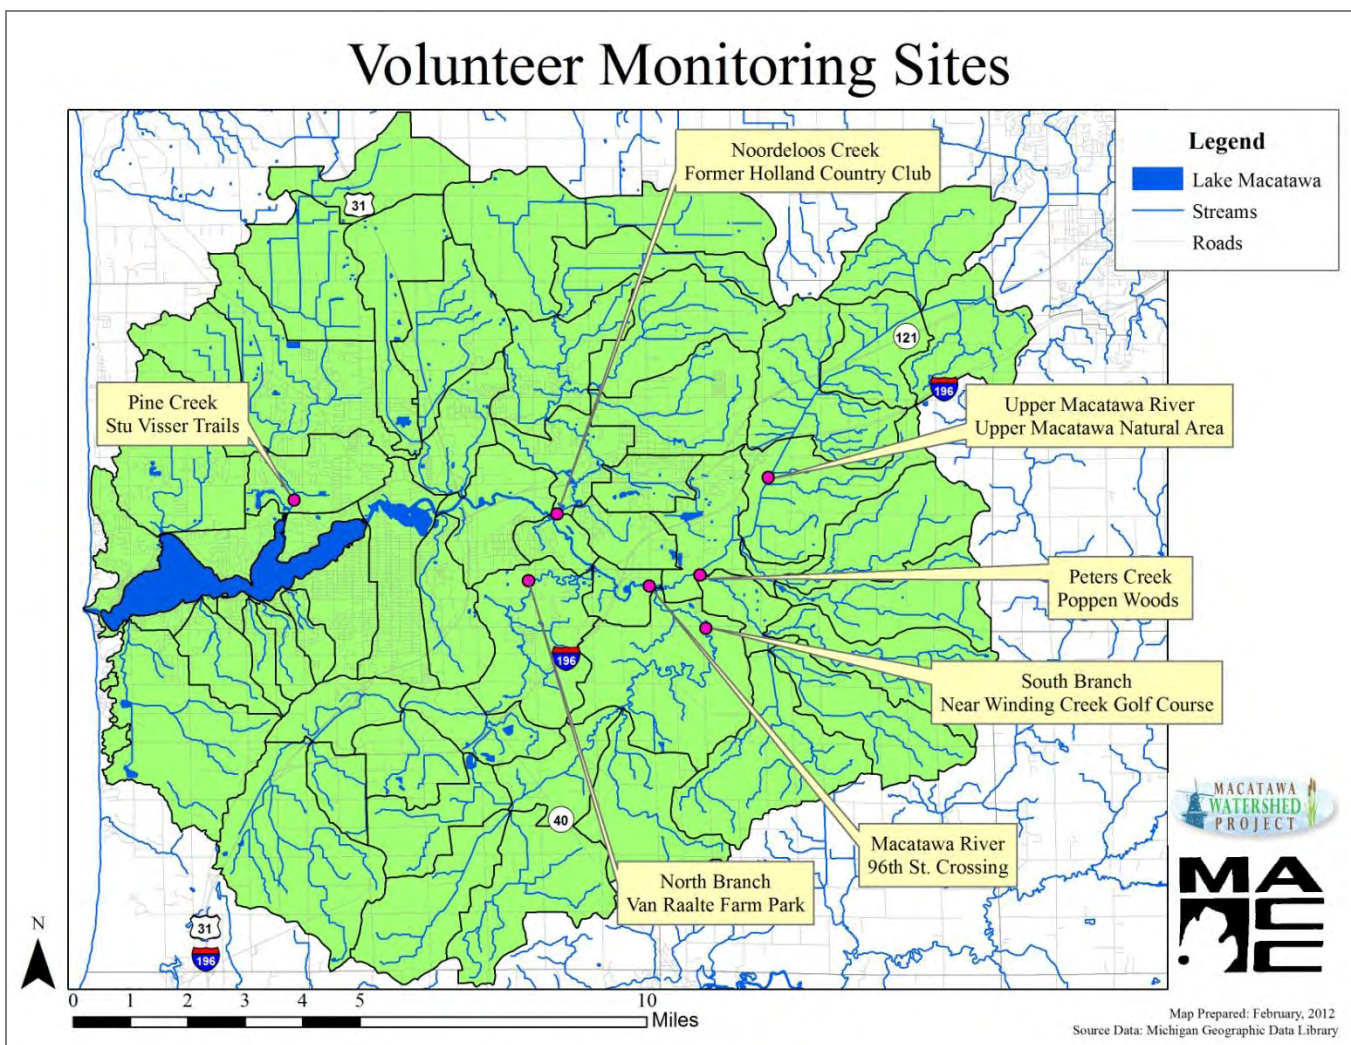 Volunteer Monitoring Sites
Noordeloos Creek
Former Holland Country Club
Legend
Lake Macatawa
Streams
Roads
31
121
196
Pine Creek
Stu Visser Trails
Upper Macatawa River
Upper Macatawa Natural Area
Peters Creek
Poppen Woods
196
South Branch
Near Winding Creek Golf Course
40
Macatawa River
96th St. Crossing
North Branch
Van Raalte Farm Park
MACATAWA
WATERSHED
PROJECT
MACC
31
196
N
0 1 2 3 4 5 10
Miles
Map Prepared: February, 2012
Source Data: Michigan Geographic Data Library